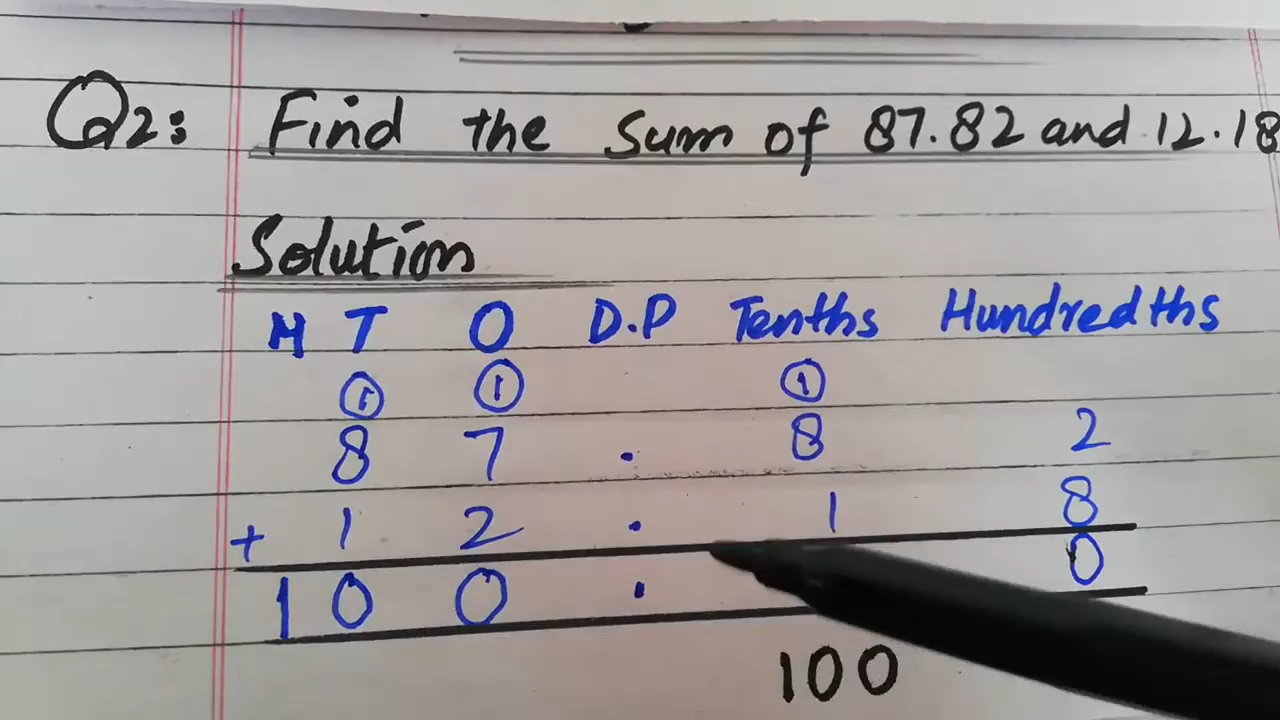 Q2: Find the sum of 87.82 and 12.18
Solution
H T O D.P Tenths Hundredths
1 1 1
8 7 . 8 2
+ 1 2 . 1 8
1 0 0 . 0
100